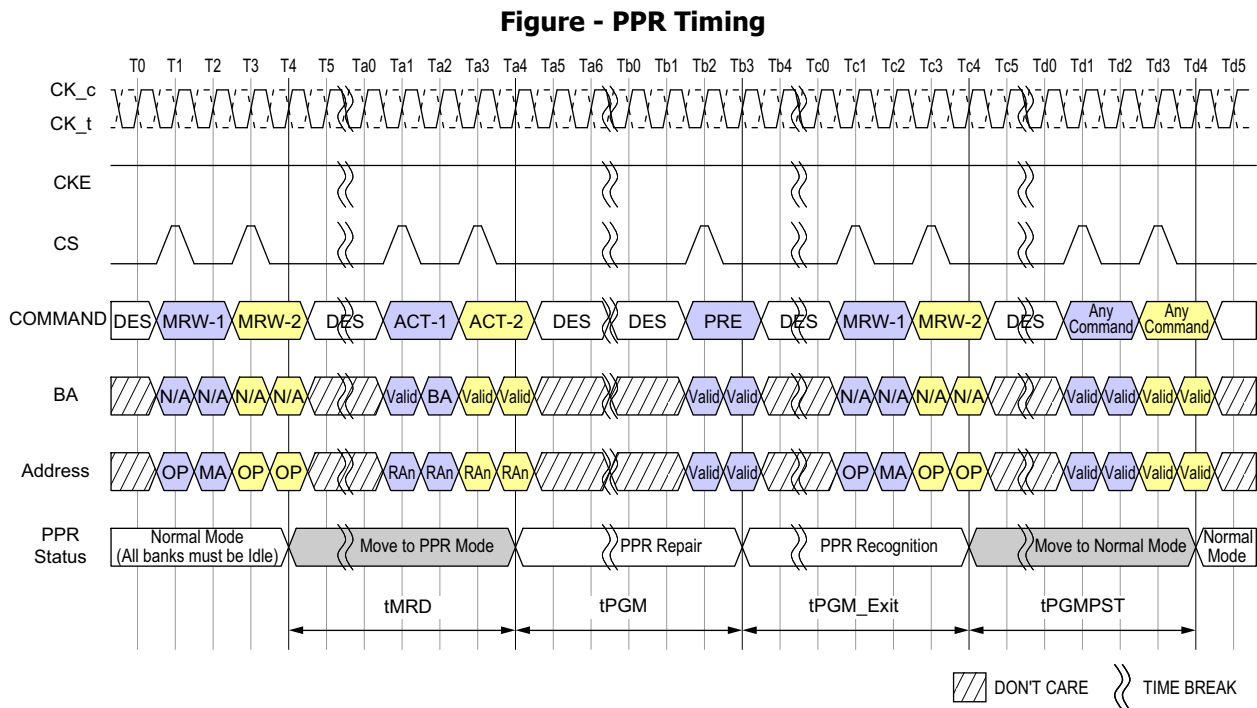 Figure - PPR Timing
T0 T1 T2 T3 T4 T5 Ta0 Ta1 Ta2 Ta3 Ta4 Ta5 Ta6 Tb0 Tb1 Tb2 Tb3 Tb4 Tc0 Tc1 Tc2 Tc3 Tc4 Tc5 Td0 Td1 Td2 Td3 Td4 Td5
CK_c
CK_t
CKE
CS
COMMAND DES MRW-1 MRW-2 DES ACT-1 ACT-2 DES DES PRE DES MRW-1 MRW-2 DES Any Command Any Command
BA N/A N/A N/A N/A Valid BA Valid Valid Valid Valid N/A N/A N/A N/A Valid Valid Valid Valid
Address OP MA OP OP RAn RAn RAn RAn Valid Valid OP MA OP OP Valid Valid Valid Valid
PPR Status Normal Mode (All banks must be Idle) Move to PPR Mode PPR Repair PPR Recognition Move to Normal Mode Normal Mode
tMRD tPGM tPGM_Exit tPGMPST
DON'T CARE TIME BREAK